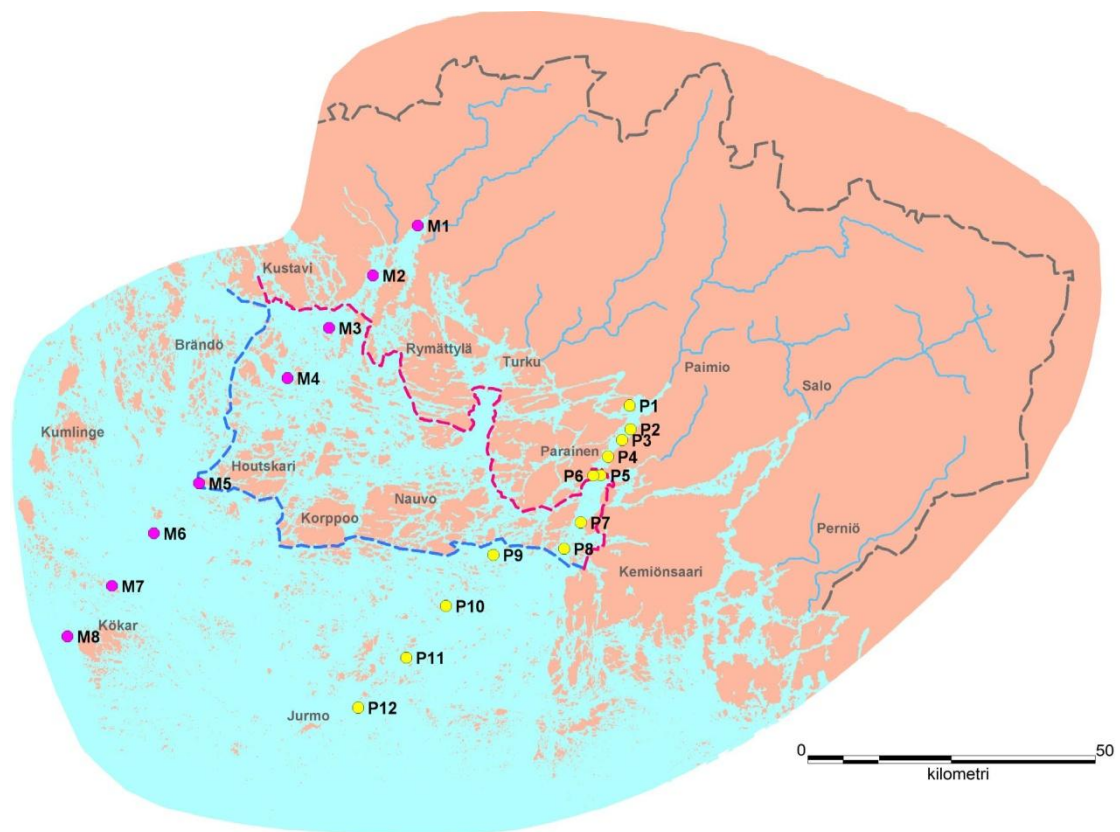 M1
Kustavi
M2
M3
Brändö
Rymättylä
Turku
Paimio
M4
Salo
P1
P2
P3
Kumlinge
Parainen
P4
Houtskari
P6
P5
M5
Nauvo
Korppoo
P7
M6
Perniö
P8
P9
Kemiönsaari
M7
P10
Kökar
M8
P11
P12
Jurmo
0
50
kilometri